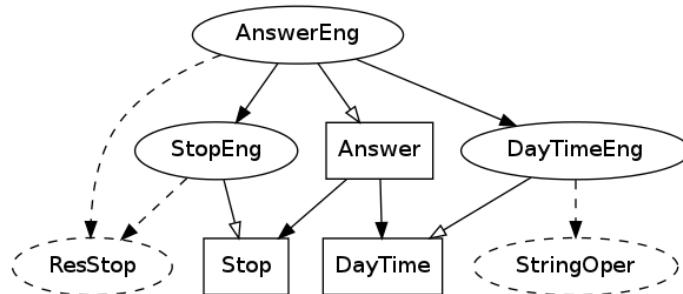 AnswerEng
StopEng
Answer
DayTimeEng
ResStop
Stop
DayTime
StringOper